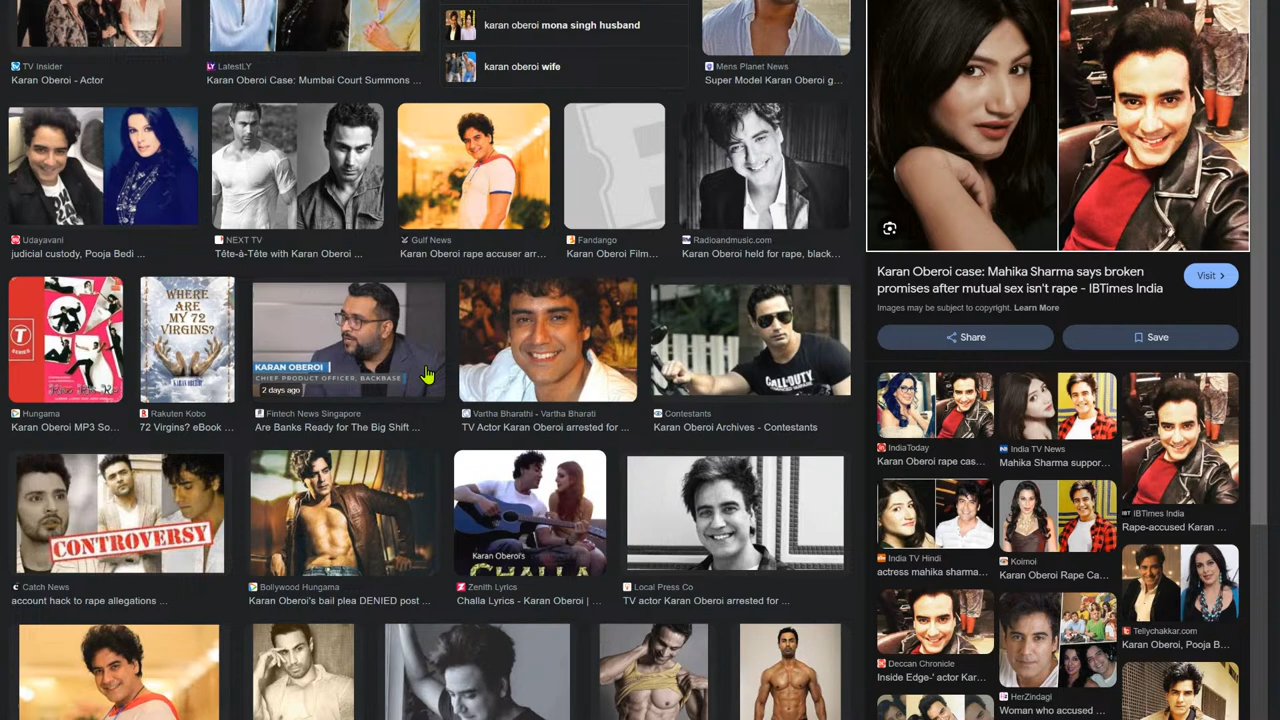 karan oberoi mona singh husband
karan oberoi wife
TV Insider
Karan Oberoi - Actor
LY LatestLY
Karan Oberoi Case: Mumbai Court Summons ...
Mens Planet News
Super Model Karan Oberoi g...
Udayavani
judicial custody, Pooja Bedi ...
NEXT TV
Tête-à-Tête with Karan Oberoi ...
Gulf News
Karan Oberoi rape accuser arr...
Fandango
Karan Oberoi Film...
Radioandmusic.com
Karan Oberoi held for rape, black...
T
SERIES
Hungama
Karan Oberoi MP3 So...
WHERE
ARE
MY 72
VIRGINS?
KARAN OBEROI
Rakuten Kobo
72 Virgins? eBook ...
KARAN OBEROI
CHIEF PRODUCT OFFICER, BACKBASE
2 days ago
Fintech News Singapore
Are Banks Ready for The Big Shift ...
Vartha Bharathi - Vartha Bharati
TV Actor Karan Oberoi arrested for ...
CALL OF DUTY
Contestants
Karan Oberoi Archives - Contestants
CONTROVERSY
Catch News
account hack to rape allegations ...
Bollywood Hungama
Karan Oberoi's bail plea DENIED post ...
Karan Oberoi's
CHALLA
Zenith Lyrics
Challa Lyrics - Karan Oberoi | ...
Local Press Co
TV actor Karan Oberoi arrested for ...
Karan Oberoi case: Mahika Sharma says broken
promises after mutual sex isn't rape - IBTimes India
Visit
Images may be subject to copyright. Learn More
Share
Save
IndiaToday
Karan Oberoi rape cas...
India TV News
Mahika Sharma suppor...
IBT IBTimes India
Rape-accused Karan ...
India TV Hindi
actress mahika sharma...
Koimoi
Karan Oberoi Rape Ca...
Tellychakkar.com
Karan Oberoi, Pooja B...
Deccan Chronicle
Inside Edge-' actor Kar...
HerZindagi
Woman who accused ...